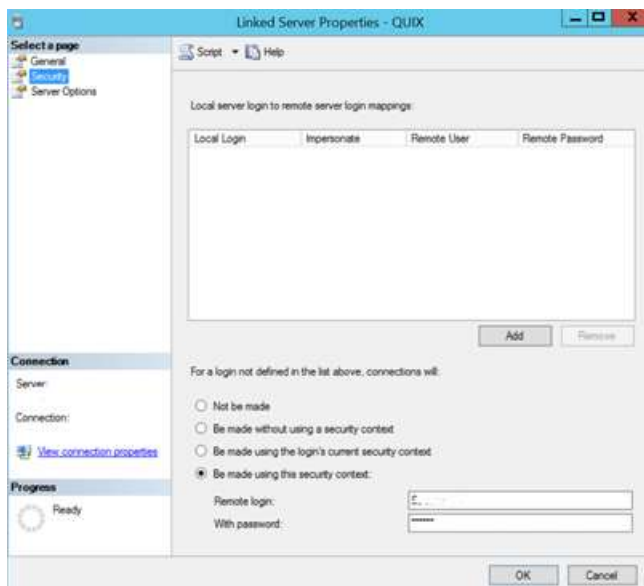 Linked Server Properties - QUIX
Select a page
General
Security
Server Options
Script
Help
Local server login to remote server login mappings:
Local Login Impersonate Remote User Remote Password
Add Remove
Connection
Server:
Connection:
View connection properties
Progress
Ready
For a login not defined in the list above, connections will:
Not be made
Be made without using a security context
Be made using the login's current security context
Be made using this security context:
Remote login:
With password:
OK Cancel